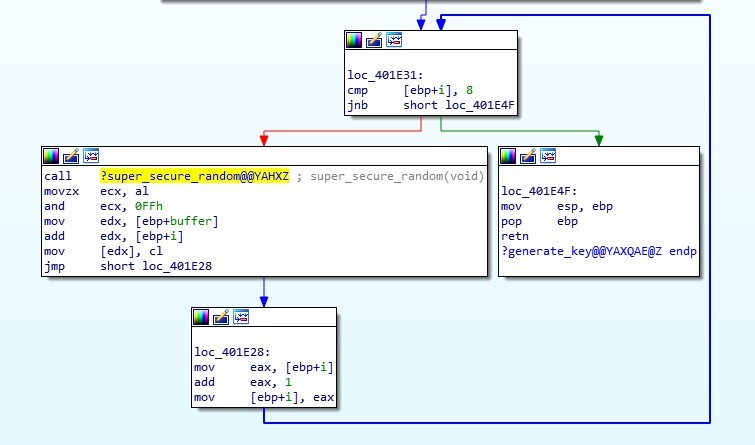 loc_401E31:
cmp [ebp+i], 8
jnb short loc_401E4F
call ?super_secure_random@@YAHXZ ; super_secure_random(void)
movzx ecx, al
and ecx, 0FFh
mov edx, [ebp+buffer]
add edx, [ebp+i]
mov [edx], cl
jmp short loc_401E28
loc_401E4F:
mov esp, ebp
pop ebp
retn
?generate_key@@YAXQAE@Z endp
loc_401E28:
mov eax, [ebp+i]
add eax, 1
mov [ebp+i], eax